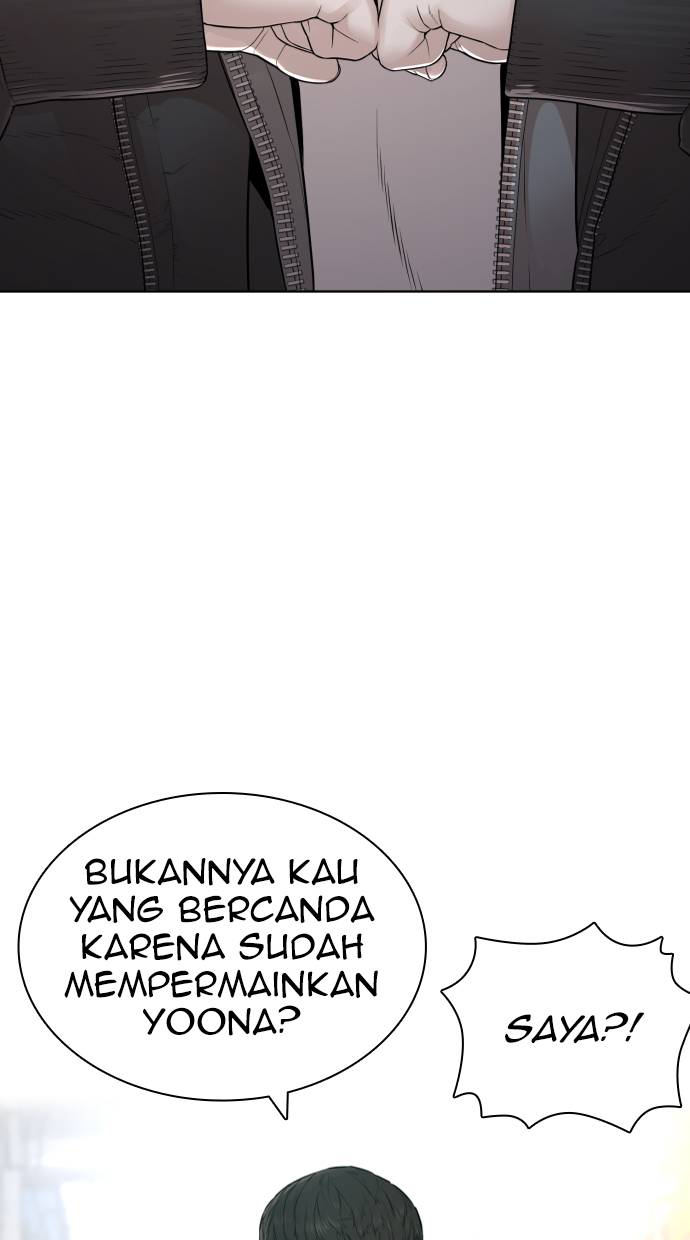 BUKANNYA KAU
YANG BERCANDA
KARENA SUDAH
MEMPERMAINKAN
YOONA?
SAYA?!